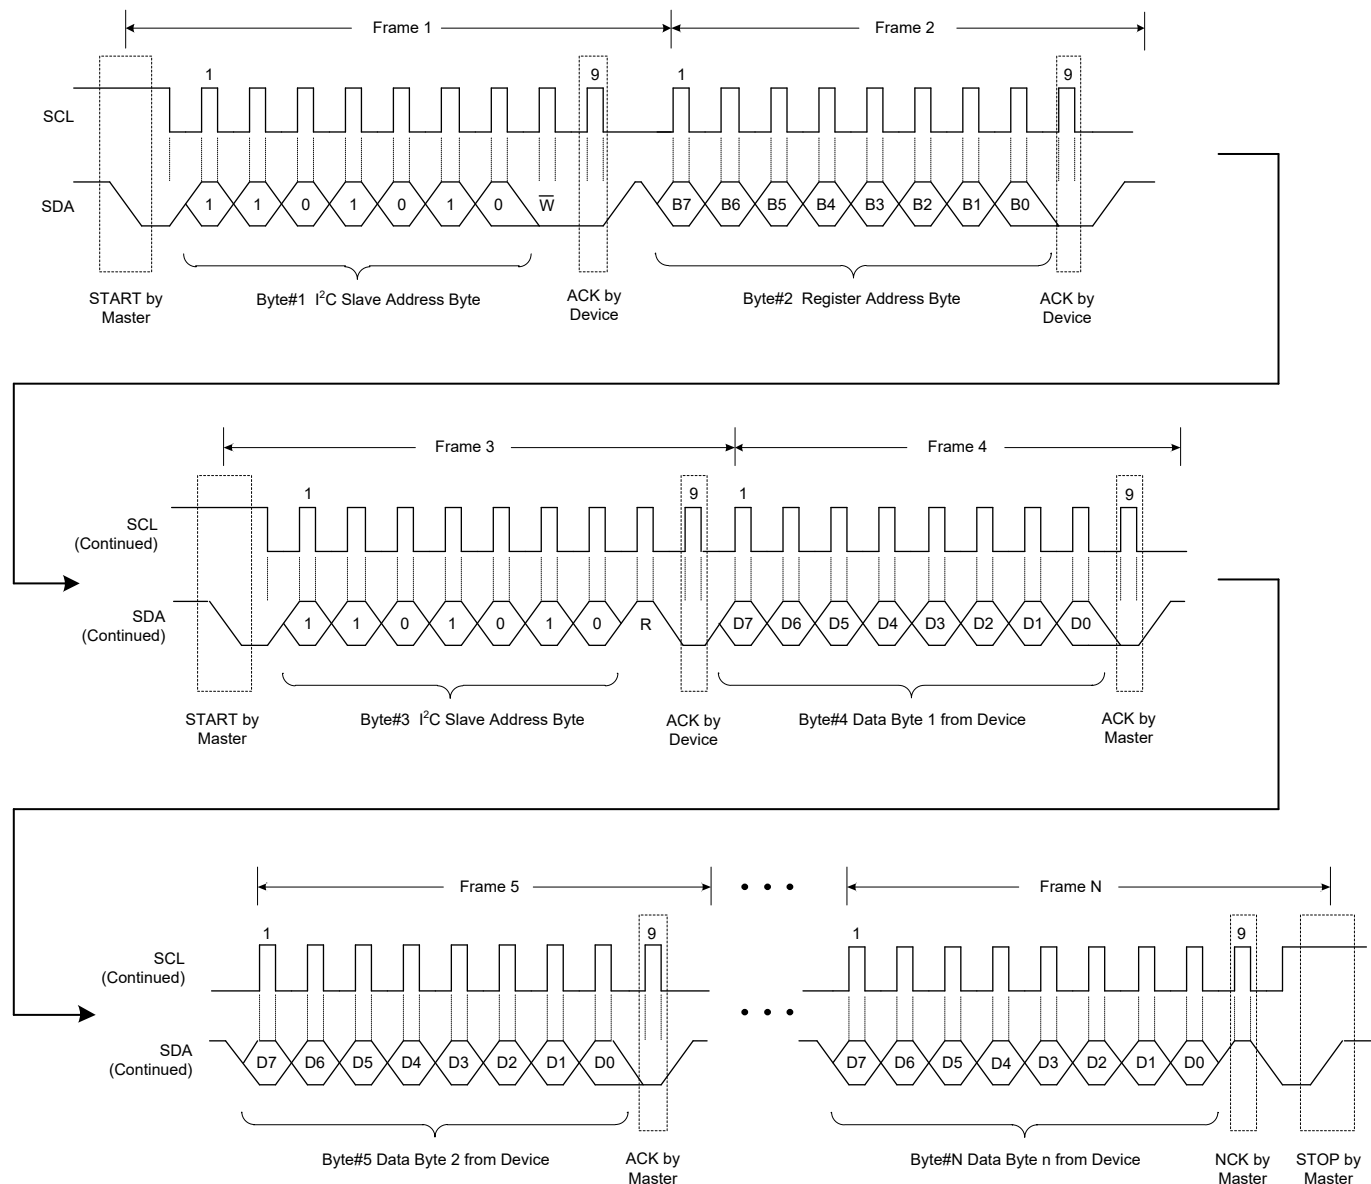 Frame 1 Frame 2
1 9 1 9
SCL
SDA 1 1 0 1 0 1 0 W̅ B7 B6 B5 B4 B3 B2 B1 B0
START by
Master
Byte#1 I²C Slave Address Byte
ACK by
Device
Byte#2 Register Address Byte
ACK by
Device
Frame 3 Frame 4
1 9 1 9
SCL
(Continued)
SDA
(Continued)
1 1 0 1 0 1 0 R D7 D6 D5 D4 D3 D2 D1 D0
START by
Master
Byte#3 I²C Slave Address Byte
ACK by
Device
Byte#4 Data Byte 1 from Device
ACK by
Master
Frame 5 • • • Frame N
1 9 1 9
SCL
(Continued)
• • •
SDA
(Continued)
D7 D6 D5 D4 D3 D2 D1 D0 D7 D6 D5 D4 D3 D2 D1 D0
Byte#5 Data Byte 2 from Device
ACK by
Master
Byte#N Data Byte n from Device
NCK by
Master
STOP by
Master